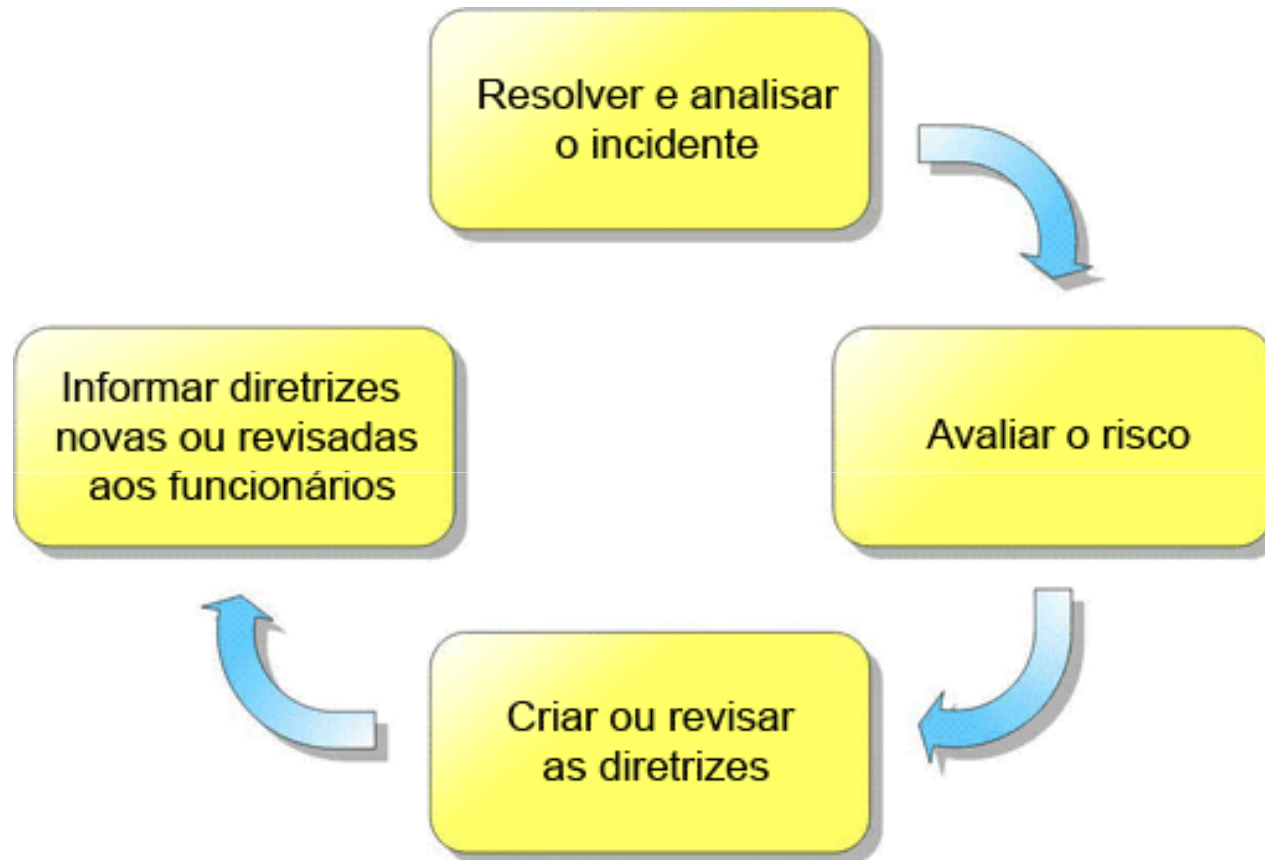 Resolver e analisar
o incidente
Avaliar o risco
Criar ou revisar
as diretrizes
Informar diretrizes
novas ou revisadas
aos funcionários